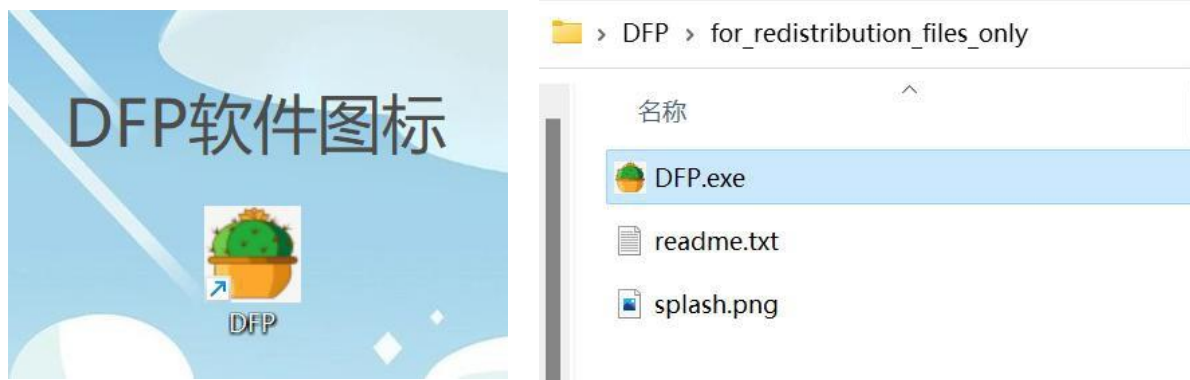 DFP软件图标
DFP
DFP > for_redistribution_files_only
名称
DFP.exe
readme.txt
splash.png